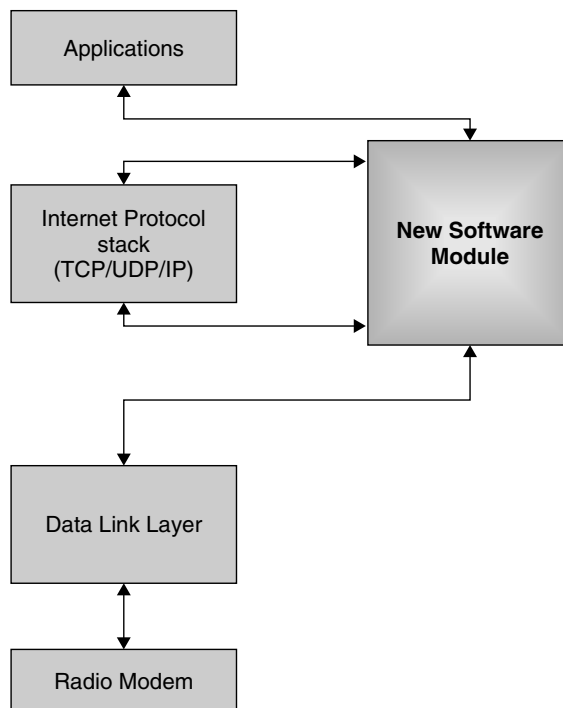 Applications
Internet Protocol
stack
(TCP/UDP/IP)
New Software
Module
Data Link Layer
Radio Modem